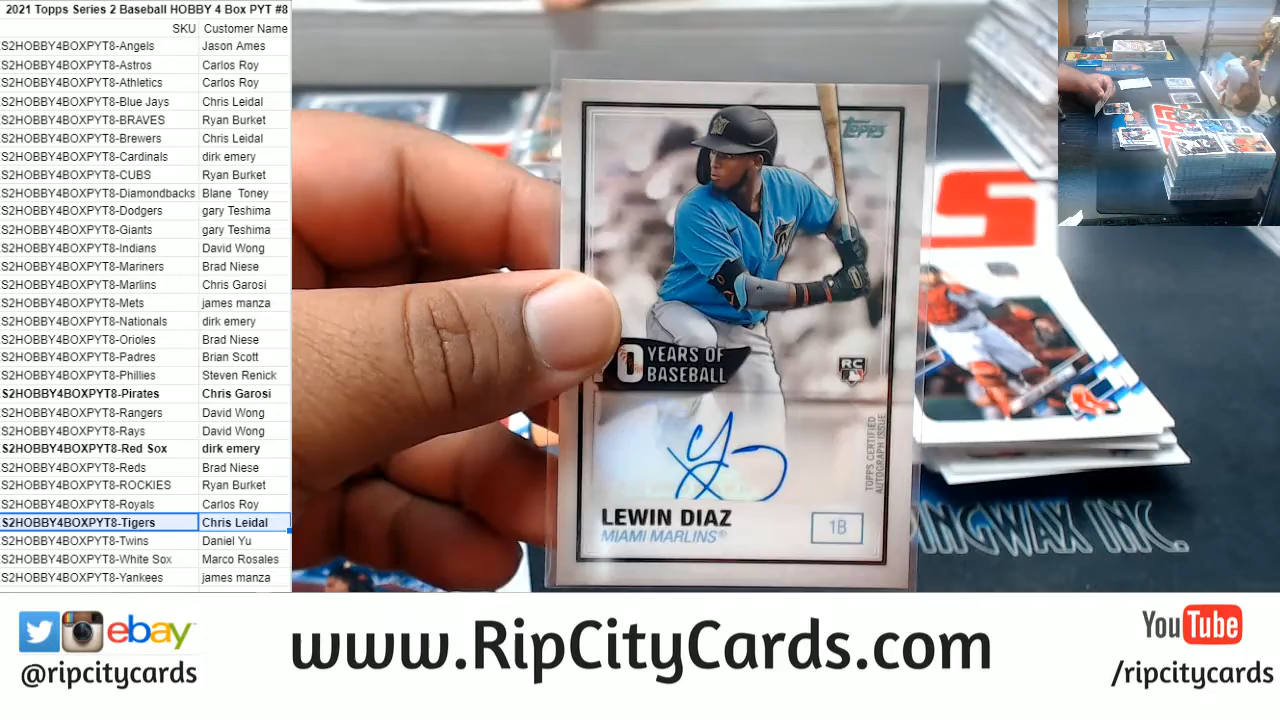 2021 Topps Series 2 Baseball HOBBY 4 Box PYT #8
SKU Customer Name
S2HOBBY4BOXPYT8-Angels Jason Ames
S2HOBBY4BOXPYT8-Astros Carlos Roy
S2HOBBY4BOXPYT8-Athletics Carlos Roy
S2HOBBY4BOXPYT8-Blue Jays Chris Leidal
S2HOBBY4BOXPYT8-BRAVES Ryan Burket
S2HOBBY4BOXPYT8-Brewers Chris Leidal
S2HOBBY4BOXPYT8-Cardinals dirk emery
S2HOBBY4BOXPYT8-CUBS Ryan Burket
S2HOBBY4BOXPYT8-Diamondbacks Blane Toney
S2HOBBY4BOXPYT8-Dodgers gary Teshima
S2HOBBY4BOXPYT8-Giants gary Teshima
S2HOBBY4BOXPYT8-Indians David Wong
S2HOBBY4BOXPYT8-Mariners Brad Niese
S2HOBBY4BOXPYT8-Marlins Chris Garosi
S2HOBBY4BOXPYT8-Mets james manza
S2HOBBY4BOXPYT8-Nationals dirk emery
S2HOBBY4BOXPYT8-Orioles Brad Niese
S2HOBBY4BOXPYT8-Padres Brian Scott
S2HOBBY4BOXPYT8-Phillies Steven Renick
S2HOBBY4BOXPYT8-Pirates Chris Garosi
S2HOBBY4BOXPYT8-Rangers David Wong
S2HOBBY4BOXPYT8-Rays David Wong
S2HOBBY4BOXPYT8-Red Sox dirk emery
S2HOBBY4BOXPYT8-Reds Brad Niese
S2HOBBY4BOXPYT8-ROCKIES Ryan Burket
S2HOBBY4BOXPYT8-Royals Carlos Roy
S2HOBBY4BOXPYT8-Tigers Chris Leidal
S2HOBBY4BOXPYT8-Twins Daniel Yu
S2HOBBY4BOXPYT8-White Sox Marco Rosales
S2HOBBY4BOXPYT8-Yankees james manza
Topps
0 YEARS OF
BASEBALL
RC
TOPPS CERTIFIED
AUTOGRAPH ISSUE
LEWIN DIAZ
MIAMI MARLINS®
1B
S
INGWAX INC.
ebay
@ripcitycards
www.RipCityCards.com
YouTube
/ripcitycards